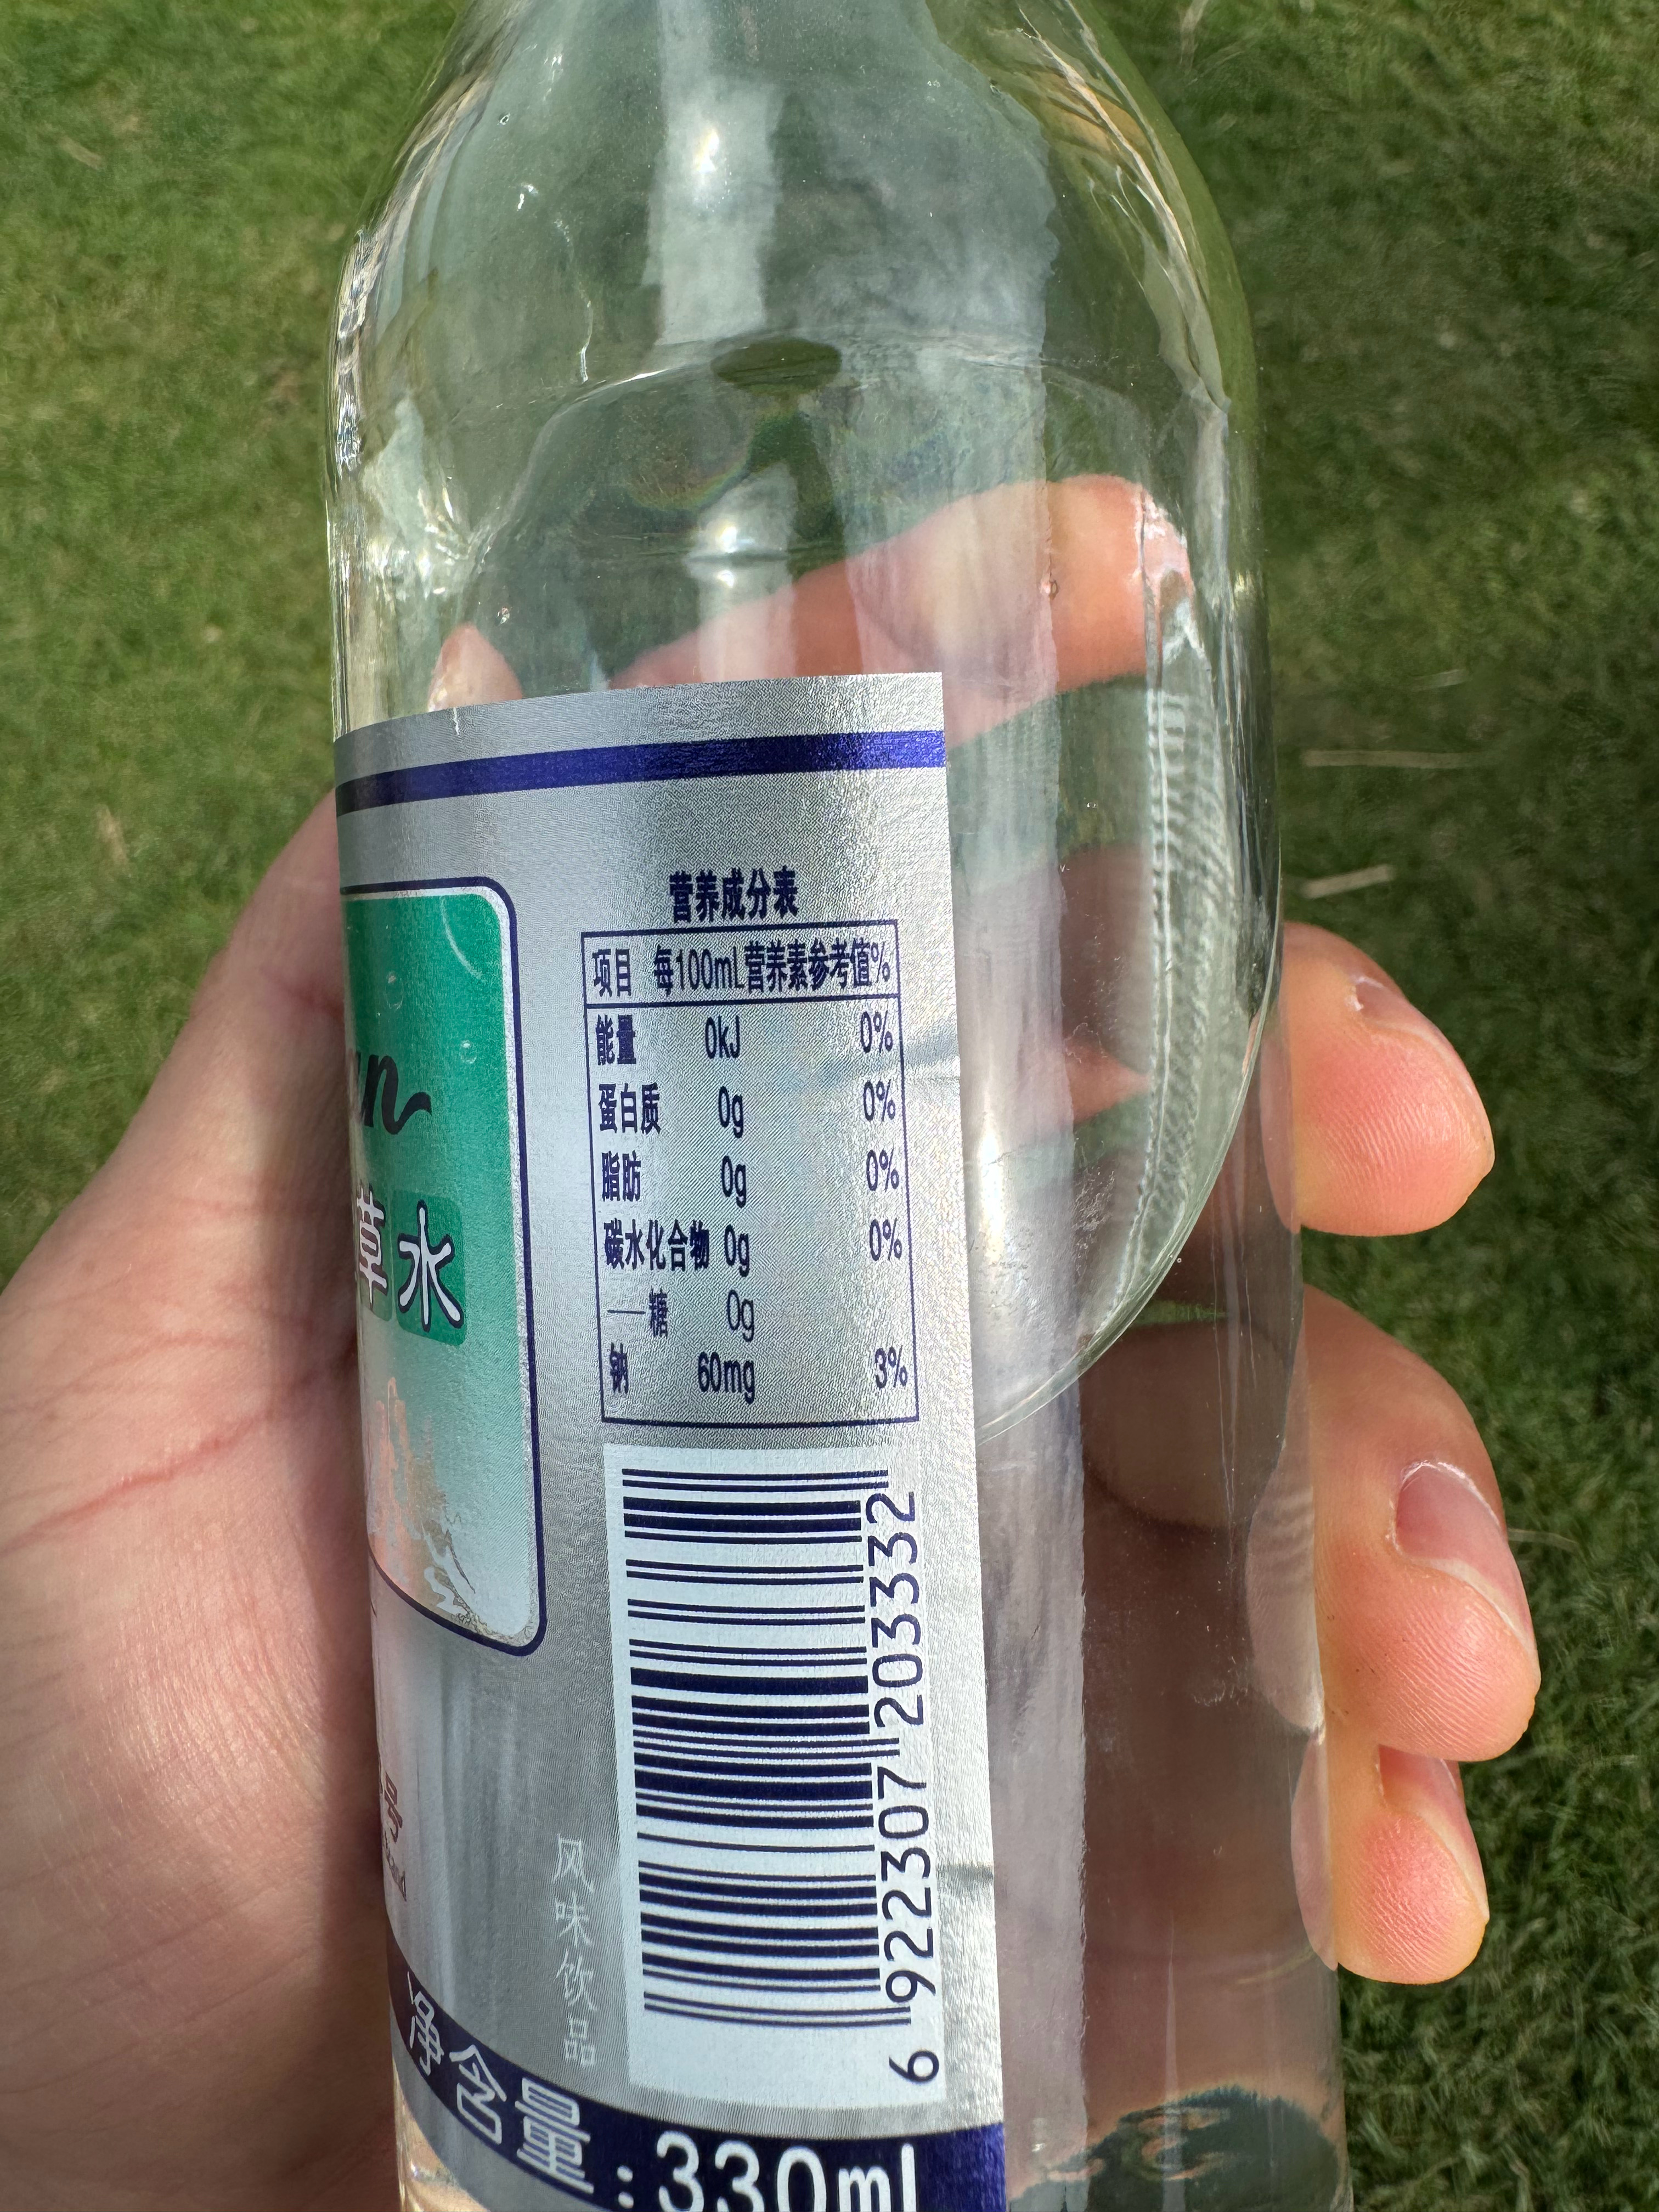 营养成分表
项目 每100mL 营养素参考值%
能量 0kJ 0%
蛋白质 0g 0%
脂肪 0g 0%
碳水化合物 0g 0%
—糖 0g
钠 60mg 3%
草水
号
风味饮品
6 922307 203332
净含量:330ml